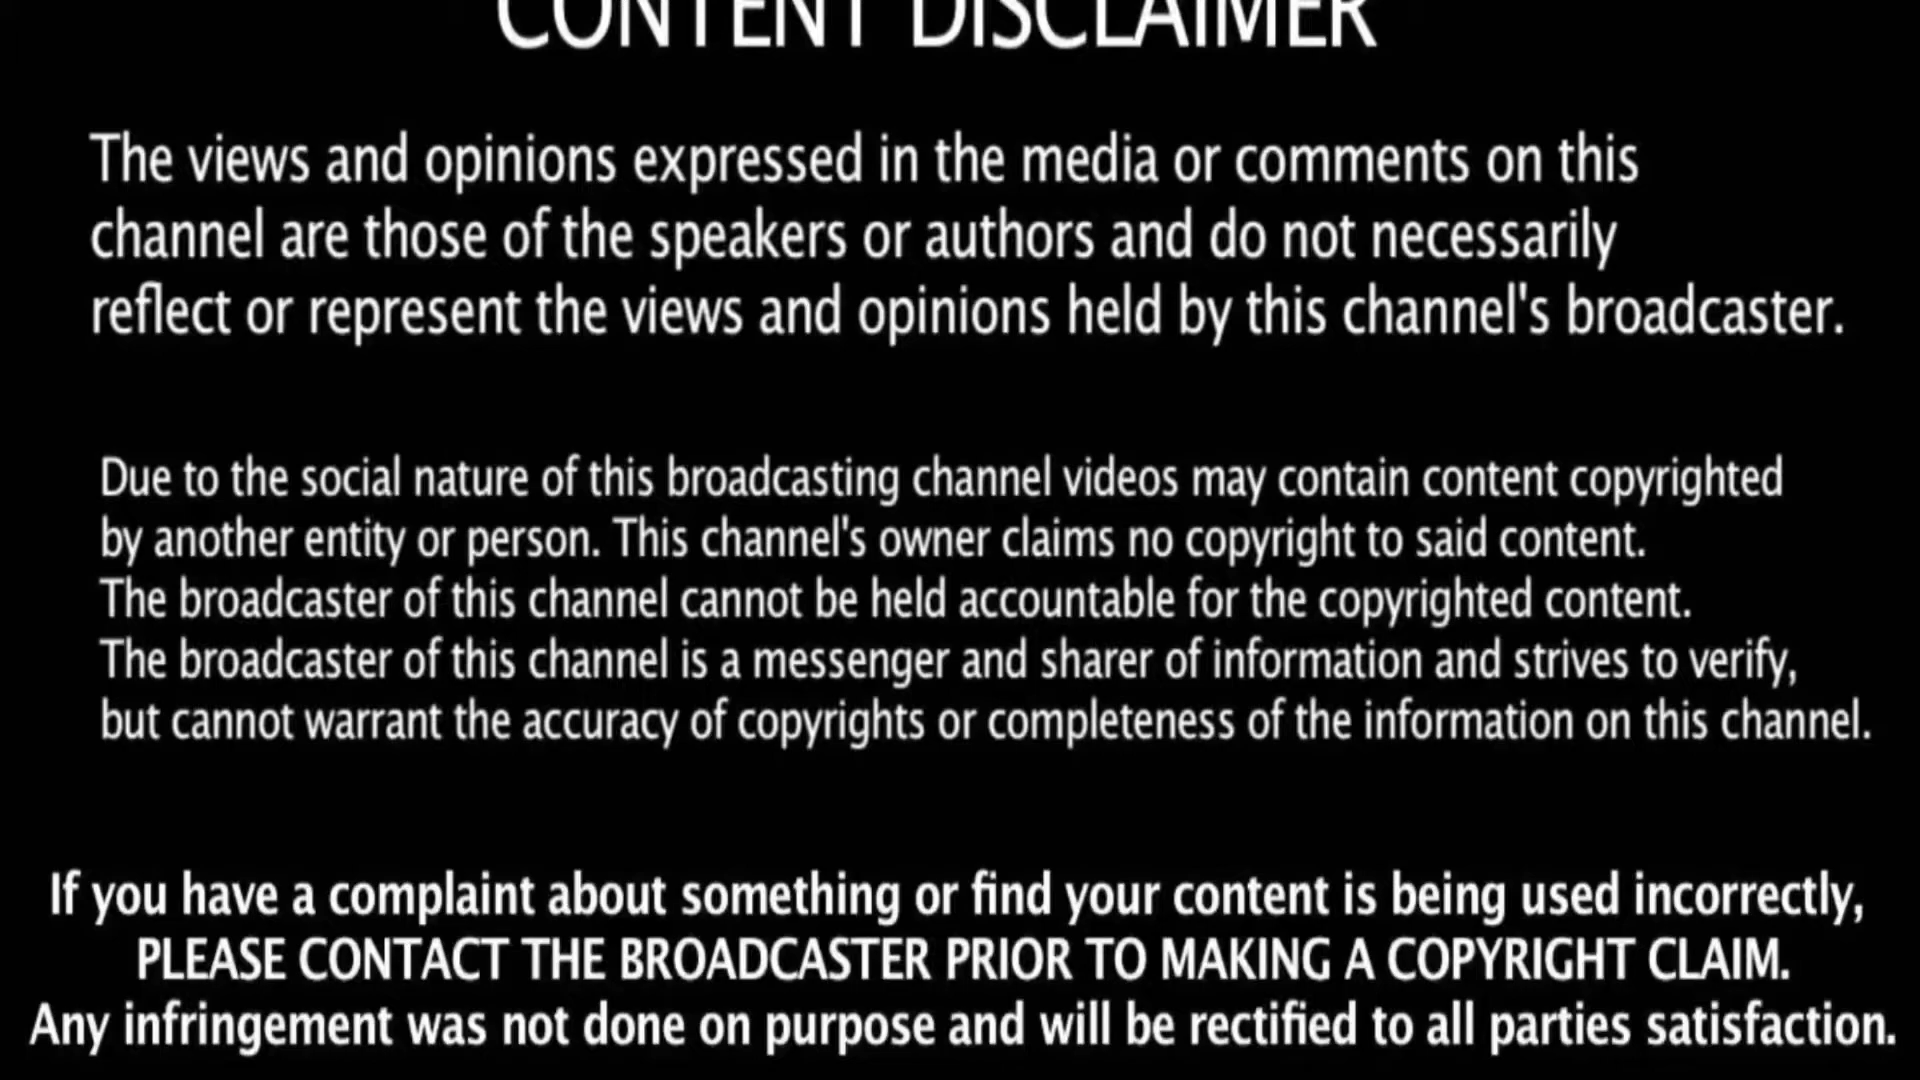 CONTENT DISCLAIMER
The views and opinions expressed in the media or comments on this
channel are those of the speakers or authors and do not necessarily
reflect or represent the views and opinions held by this channel's broadcaster.
Due to the social nature of this broadcasting channel videos may contain content copyrighted
by another entity or person. This channel's owner claims no copyright to said content.
The broadcaster of this channel cannot be held accountable for the copyrighted content.
The broadcaster of this channel is a messenger and sharer of information and strives to verify,
but cannot warrant the accuracy of copyrights or completeness of the information on this channel.
If you have a complaint about something or find your content is being used incorrectly,
PLEASE CONTACT THE BROADCASTER PRIOR TO MAKING A COPYRIGHT CLAIM.
Any infringement was not done on purpose and will be rectified to all parties satisfaction.